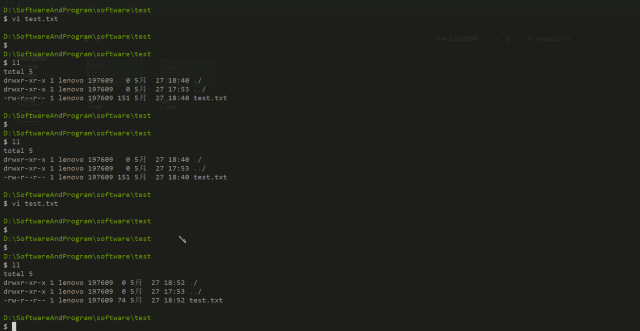 D:\SoftwareAndProgram\software\test
$ vi test.txt
D:\SoftwareAndProgram\software\test
$
D:\SoftwareAndProgram\software\test
$ ll
total 5
drwxr-xr-x 1 lenovo 197609   0 5月  27 18:40 ./
drwxr-xr-x 1 lenovo 197609   0 5月  27 17:53 ../
-rw-r--r-- 1 lenovo 197609 151 5月  27 18:40 test.txt
D:\SoftwareAndProgram\software\test
$
D:\SoftwareAndProgram\software\test
$ ll
total 5
drwxr-xr-x 1 lenovo 197609   0 5月  27 18:40 ./
drwxr-xr-x 1 lenovo 197609   0 5月  27 17:53 ../
-rw-r--r-- 1 lenovo 197609 151 5月  27 18:40 test.txt
D:\SoftwareAndProgram\software\test
$ vi test.txt
D:\SoftwareAndProgram\software\test
$
D:\SoftwareAndProgram\software\test
$
D:\SoftwareAndProgram\software\test
$ ll
total 5
drwxr-xr-x 1 lenovo 197609  0 5月  27 18:52 ./
drwxr-xr-x 1 lenovo 197609  0 5月  27 17:53 ../
-rw-r--r-- 1 lenovo 197609 74 5月  27 18:52 test.txt
D:\SoftwareAndProgram\software\test
$